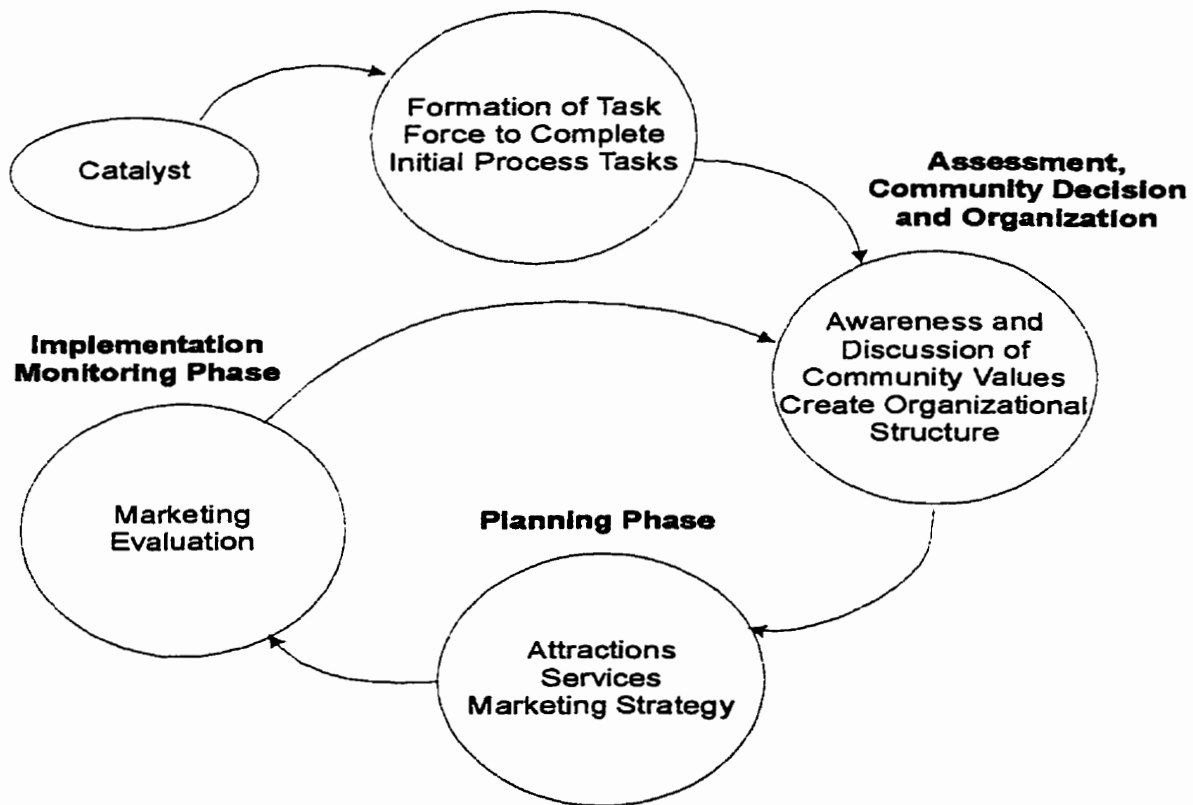 Catalyst
Formation of Task
Force to Complete
Initial Process Tasks
Assessment,
Community Decision
and Organization
Awareness and
Discussion of
Community Values
Create Organizational
Structure
Planning Phase
Attractions
Services
Marketing Strategy
Implementation
Monitoring Phase
Marketing
Evaluation